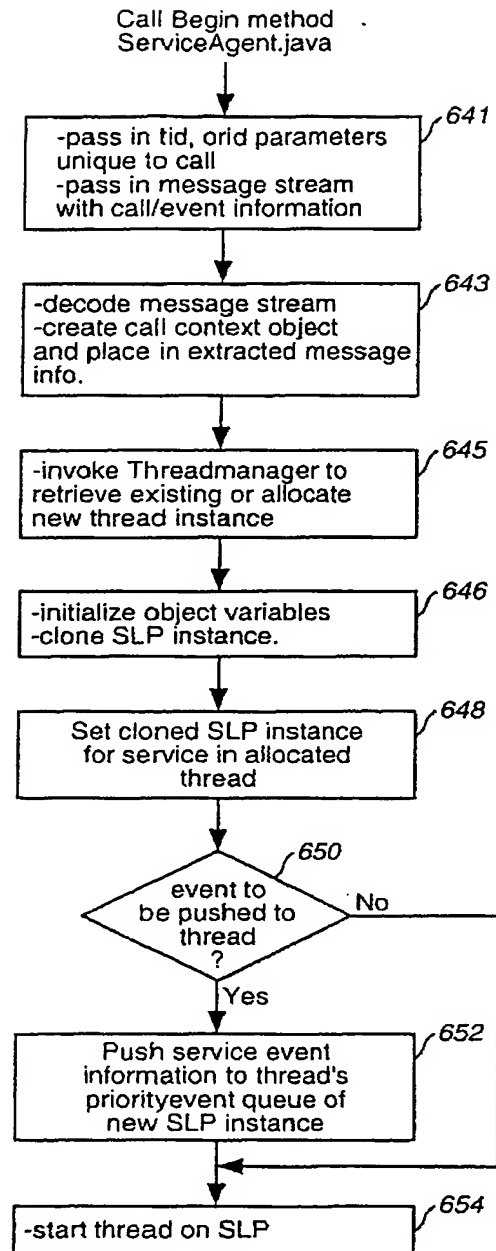 Call Begin method
ServiceAgent.java
641
-pass in tid, orid parameters
unique to call
-pass in message stream
with call/event information
643
-decode message stream
-create call context object
and place in extracted message
info.
645
-invoke Threadmanager to
retrieve existing or allocate
new thread instance
646
-initialize object variables
-clone SLP instance.
648
Set cloned SLP instance
for service in allocated
thread
650
event to
be pushed to
thread
?
No
Yes
652
Push service event
information to thread's
priorityevent queue of
new SLP instance
654
-start thread on SLP